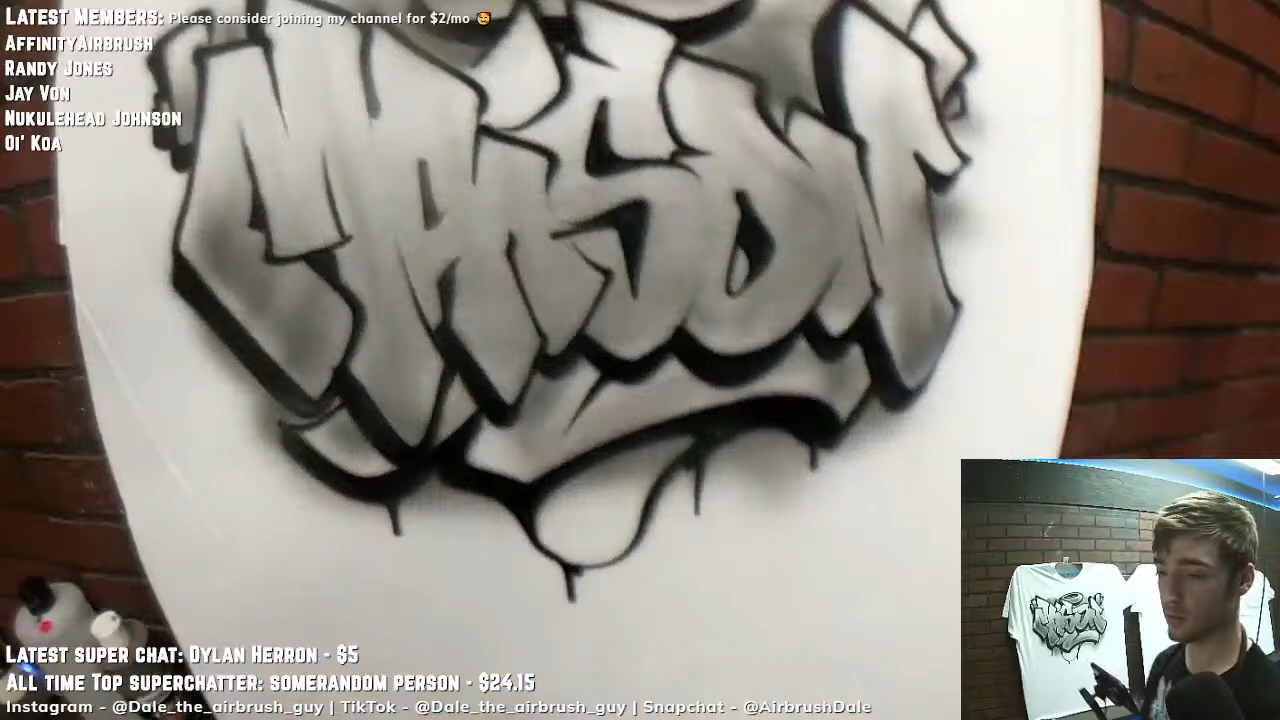 LATEST MEMBERS: Please consider joining my channel for $2/mo 🥰
AFFINITYAIRBRUSH
RANDY JONES
JAY VON
NUKULEHEAD JOHNSON
OL' KOA
MASON
MASON
LATEST SUPER CHAT: DYLAN HERRON - $5
ALL TIME TOP SUPERCHATTER: SOMERANDOM PERSON - $24.15
Instagram - @Dale_the_airbrush_guy | TikTok - @Dale_the_airbrush_guy | Snapchat - @AirbrushDale